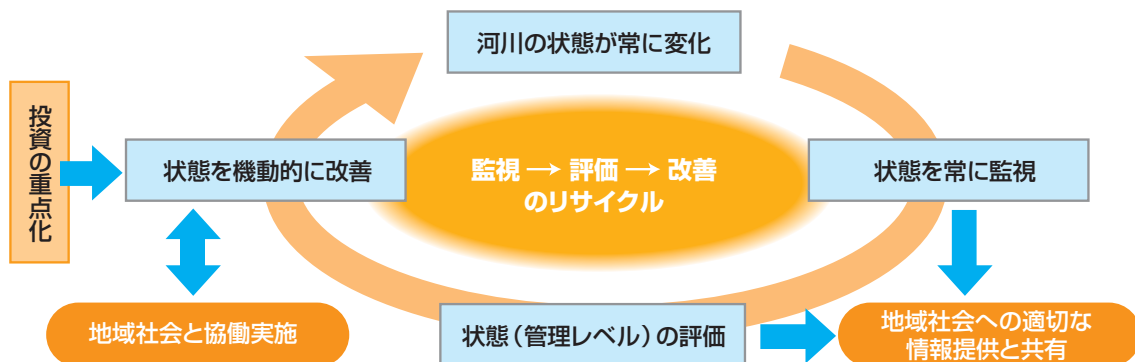 河川の状態が常に変化
投資の重点化
状態を機動的に改善
監視 → 評価 → 改善
のリサイクル
状態を常に監視
地域社会と協働実施
状態（管理レベル）の評価
地域社会への適切な
情報提供と共有